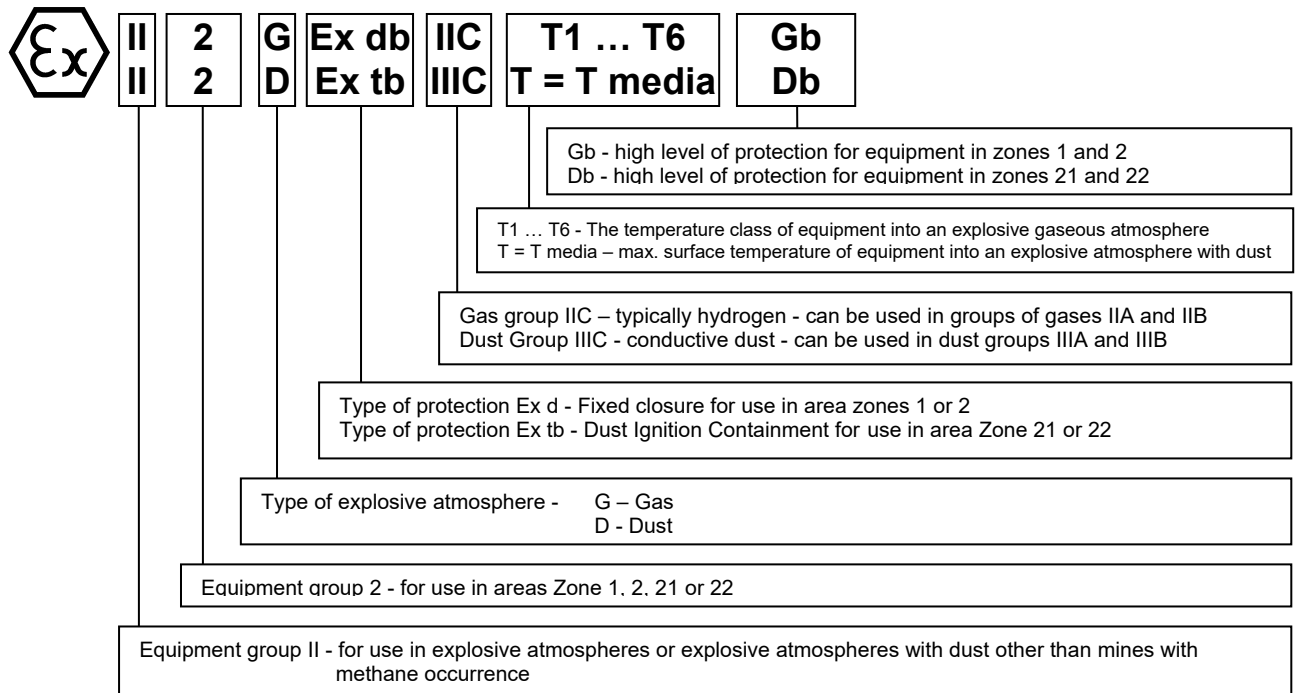 Ex II 2 G Ex db IIC T1 … T6 Gb
II 2 D Ex tb IIIC T = T media Db
Gb - high level of protection for equipment in zones 1 and 2
Db - high level of protection for equipment in zones 21 and 22
T1 … T6 - The temperature class of equipment into an explosive gaseous atmosphere
T = T media – max. surface temperature of equipment into an explosive atmosphere with dust
Gas group IIC – typically hydrogen - can be used in groups of gases IIA and IIB
Dust Group IIIC - conductive dust - can be used in dust groups IIIA and IIIB
Type of protection Ex d - Fixed closure for use in area zones 1 or 2
Type of protection Ex tb - Dust Ignition Containment for use in area Zone 21 or 22
Type of explosive atmosphere - G – Gas
D - Dust
Equipment group 2 - for use in areas Zone 1, 2, 21 or 22
Equipment group II - for use in explosive atmospheres or explosive atmospheres with dust other than mines with
methane occurrence